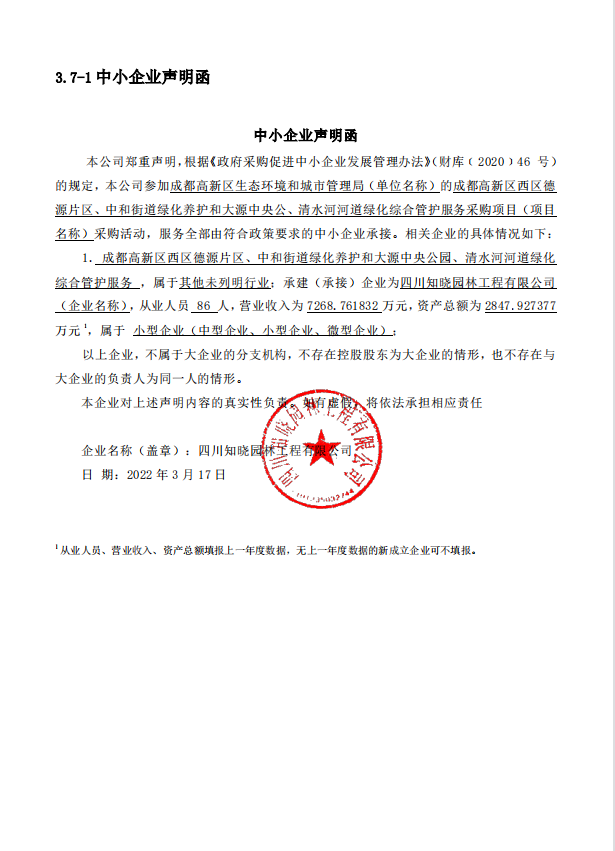 3.7-1 中小企业声明函
中小企业声明函
本公司郑重声明,根据《政府采购促进中小企业发展管理办法》(财库﹝2020﹞46 号)
的规定,本公司参加成都高新区生态环境和城市管理局(单位名称)的成都高新区西区德
源片区、中和街道绿化养护和大源中央公、清水河河道绿化综合管护服务采购项目(项目
名称)采购活动,服务全部由符合政策要求的中小企业承接。相关企业的具体情况如下:
1. 成都高新区西区德源片区、中和街道绿化养护和大源中央公园、清水河河道绿化
综合管护服务 ,属于其他未列明行业;承建(承接)企业为四川知晓园林工程有限公司
(企业名称),从业人员 86 人,营业收入为 7268.761832 万元,资产总额为 2847.927377
万元1,属于 小型企业(中型企业、小型企业、微型企业);
以上企业,不属于大企业的分支机构,不存在控股股东为大企业的情形,也不存在与
大企业的负责人为同一人的情形。
本企业对上述声明内容的真实性负责。如有虚假,将依法承担相应责任
企业名称(盖章):四川知晓园林工程有限公司
日 期:2022 年 3 月 17 日
四川知晓园林工程有限公司
1 从业人员、营业收入、资产总额填报上一年度数据,无上一年度数据的新成立企业可不填报。